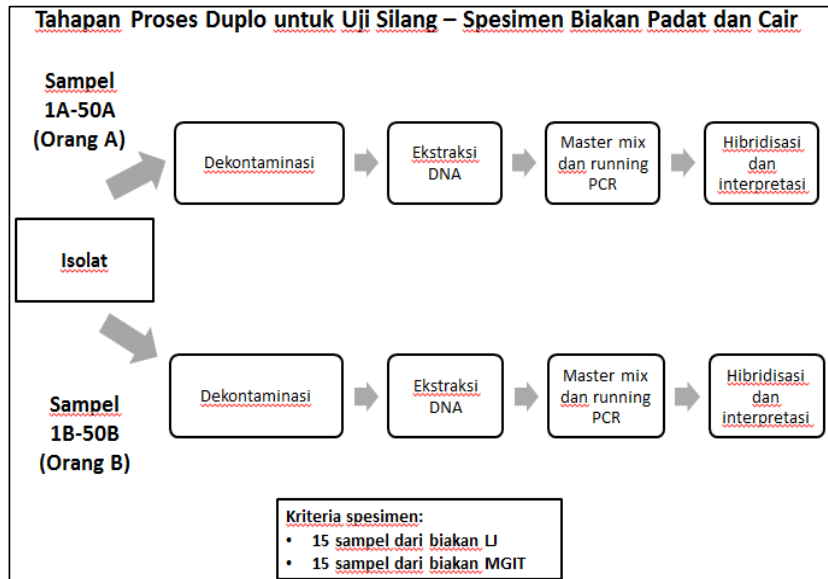 Tahapan Proses Duplo untuk Uji Silang – Spesimen Biakan Padat dan Cair
Sampel
1A-50A
(Orang A)
Dekontaminasi
Ekstraksi
DNA
Master mix
dan running
PCR
Hibridisasi
dan
interpretasi
Isolat
Sampel
1B-50B
(Orang B)
Dekontaminasi
Ekstraksi
DNA
Master mix
dan running
PCR
Hibridisasi
dan
interpretasi
Kriteria spesimen:
• 15 sampel dari biakan LJ
• 15 sampel dari biakan MGIT